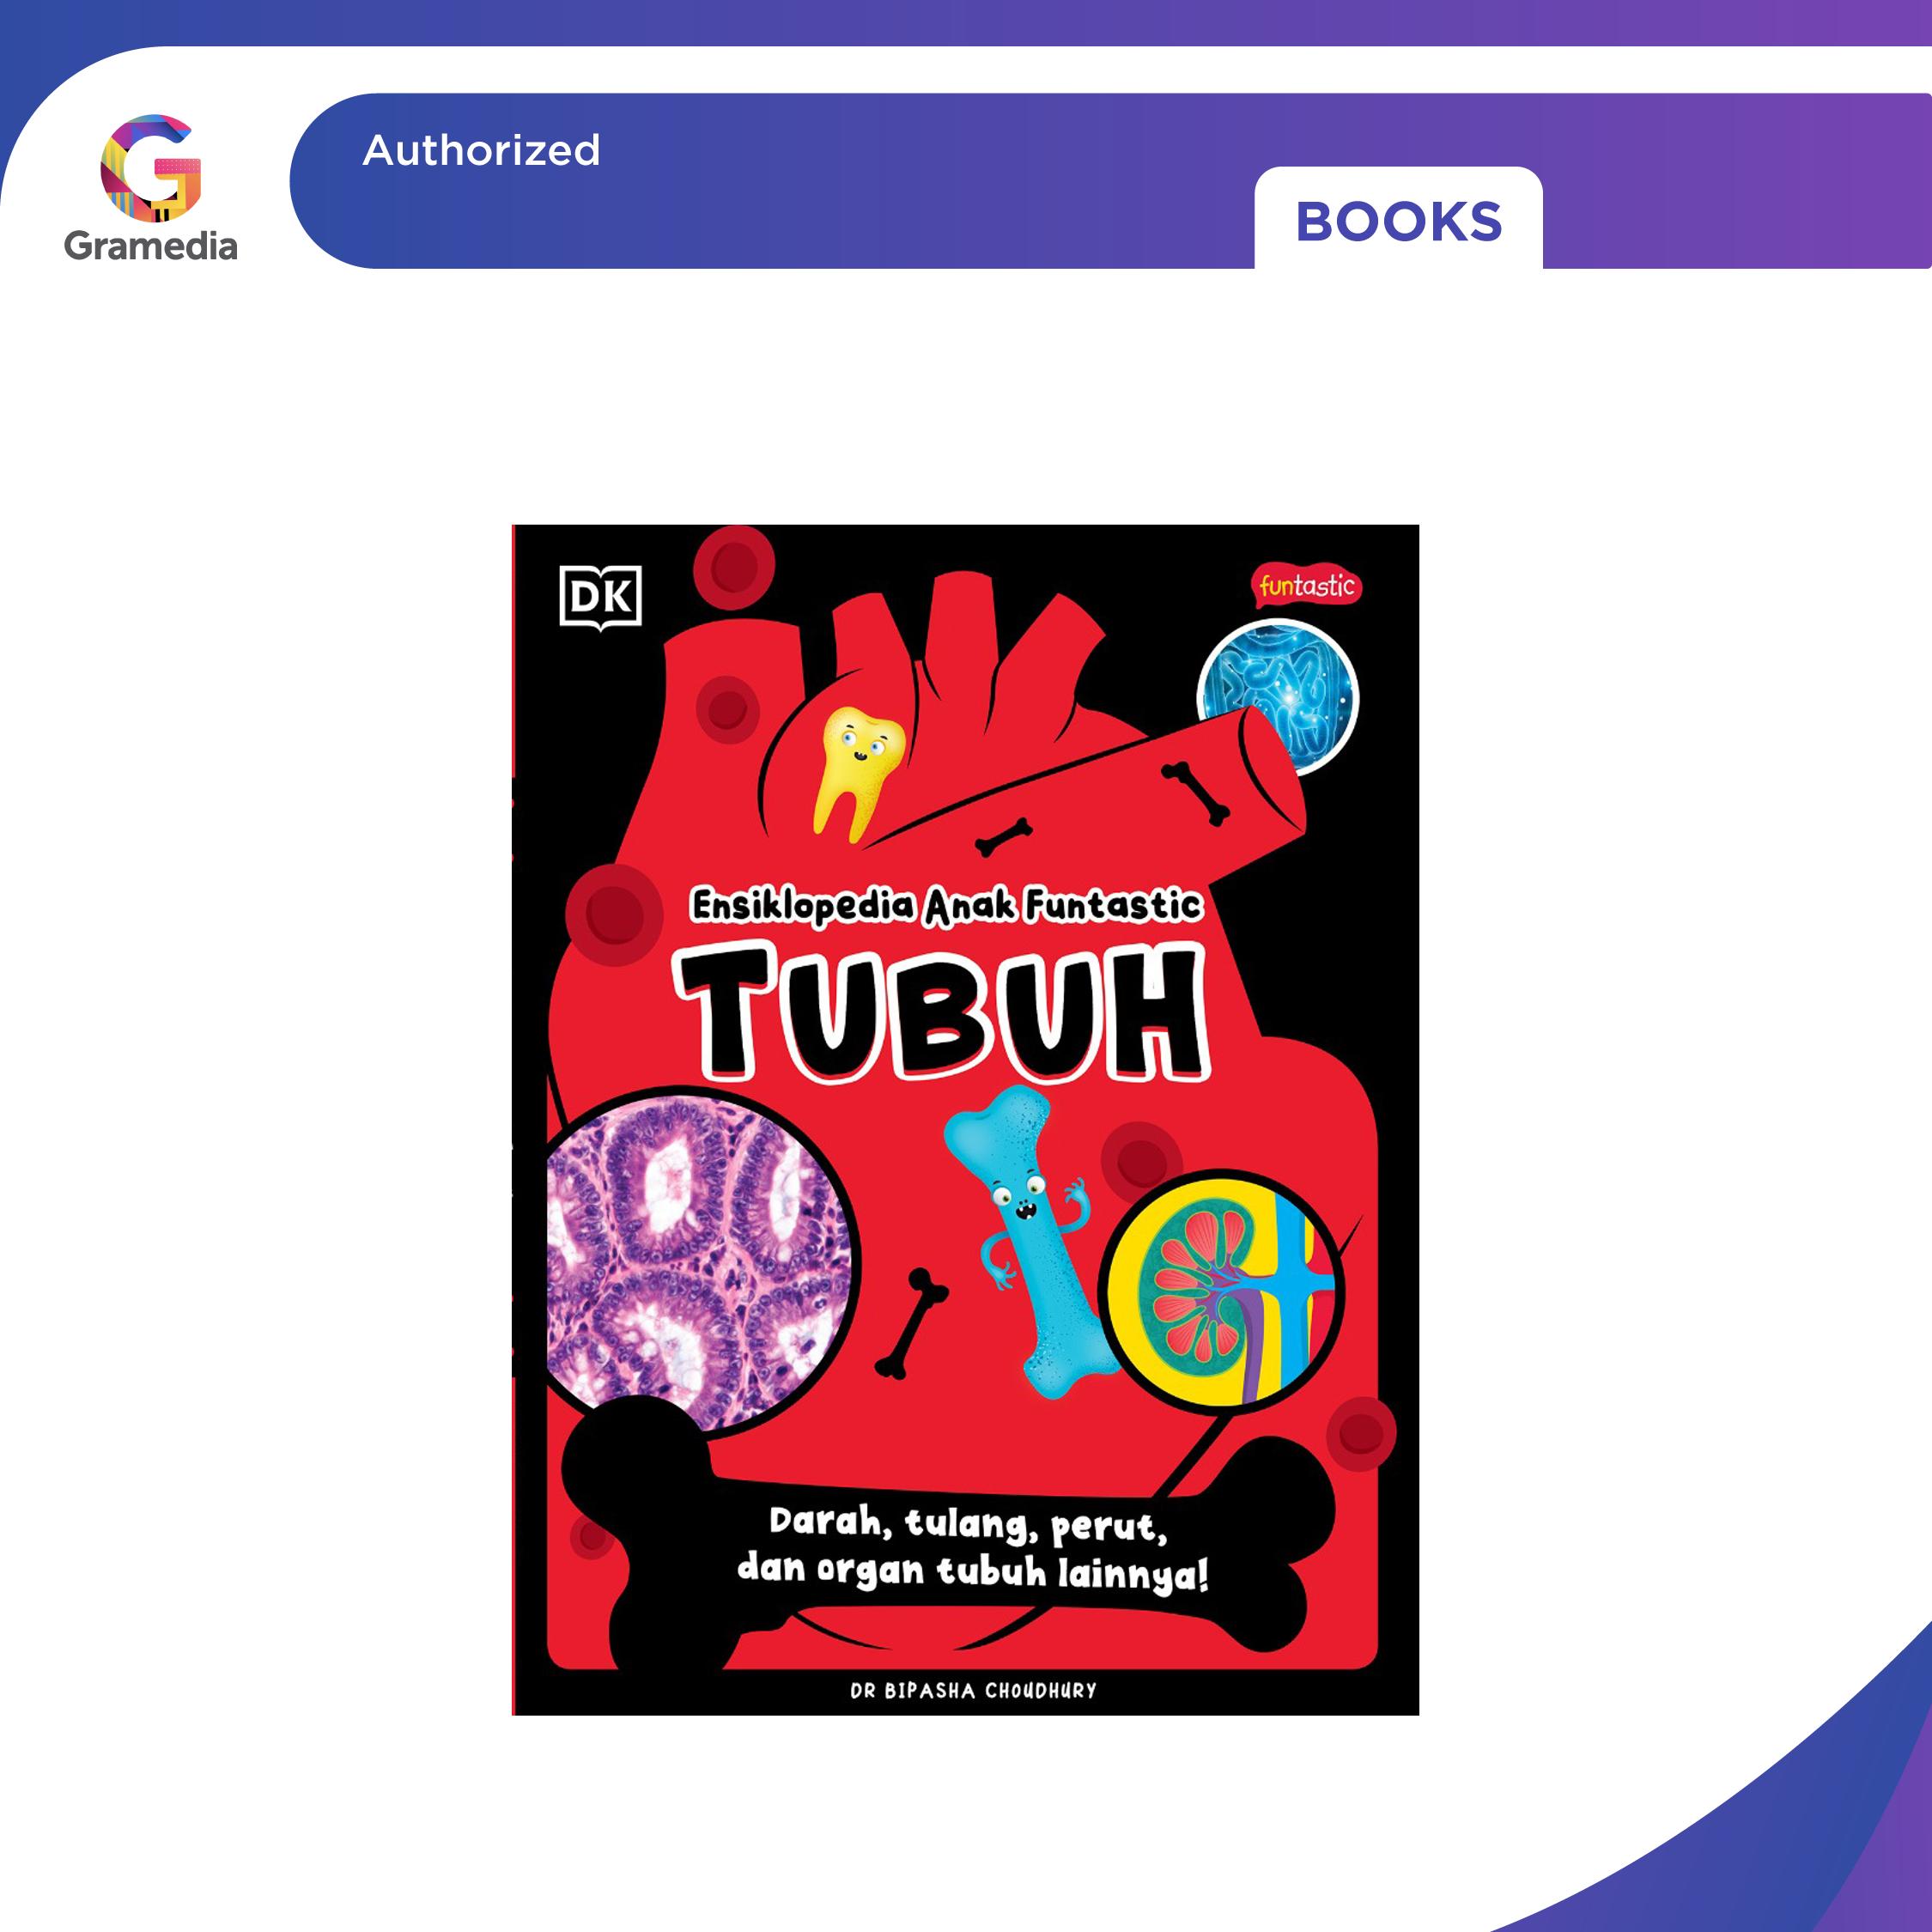 Gramedia
Authorized
BOOKS
DK
funtastic
Ensiklopedia Anak Funtastic
TUBUH
Darah, tulang, perut,
dan organ tubuh lainnya!
DR BIPASHA CHOUDHURY